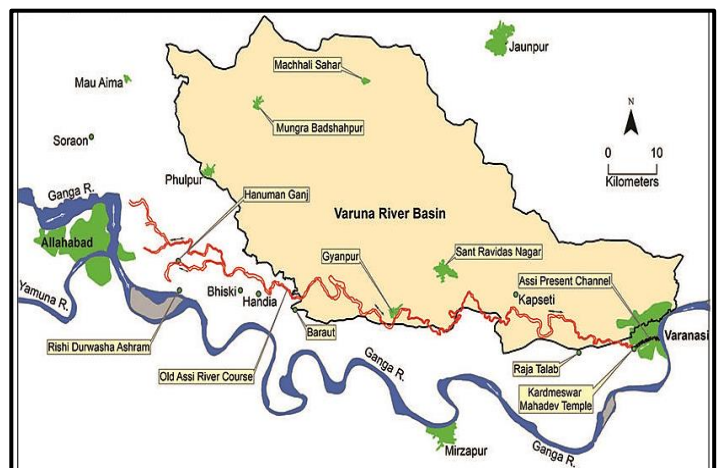 Jaunpur
Machhali Sahar
Mau Aima
N
Mungra Badshahpur
Soraon
0 10
Kilometers
Phulpur
Ganga R.
Hanuman Ganj
Varuna River Basin
Allahabad
Gyanpur
Sant Ravidas Nagar
Assi Present Channel
Yamuna R.
Bhiski
Handia
Kapseti
Baraut
Varanasi
Rishi Durwasha Ashram
Ganga R.
Raja Talab
Old Assi River Course
Kardmeswar
Mahadev Temple
Mirzapur
Ganga R.